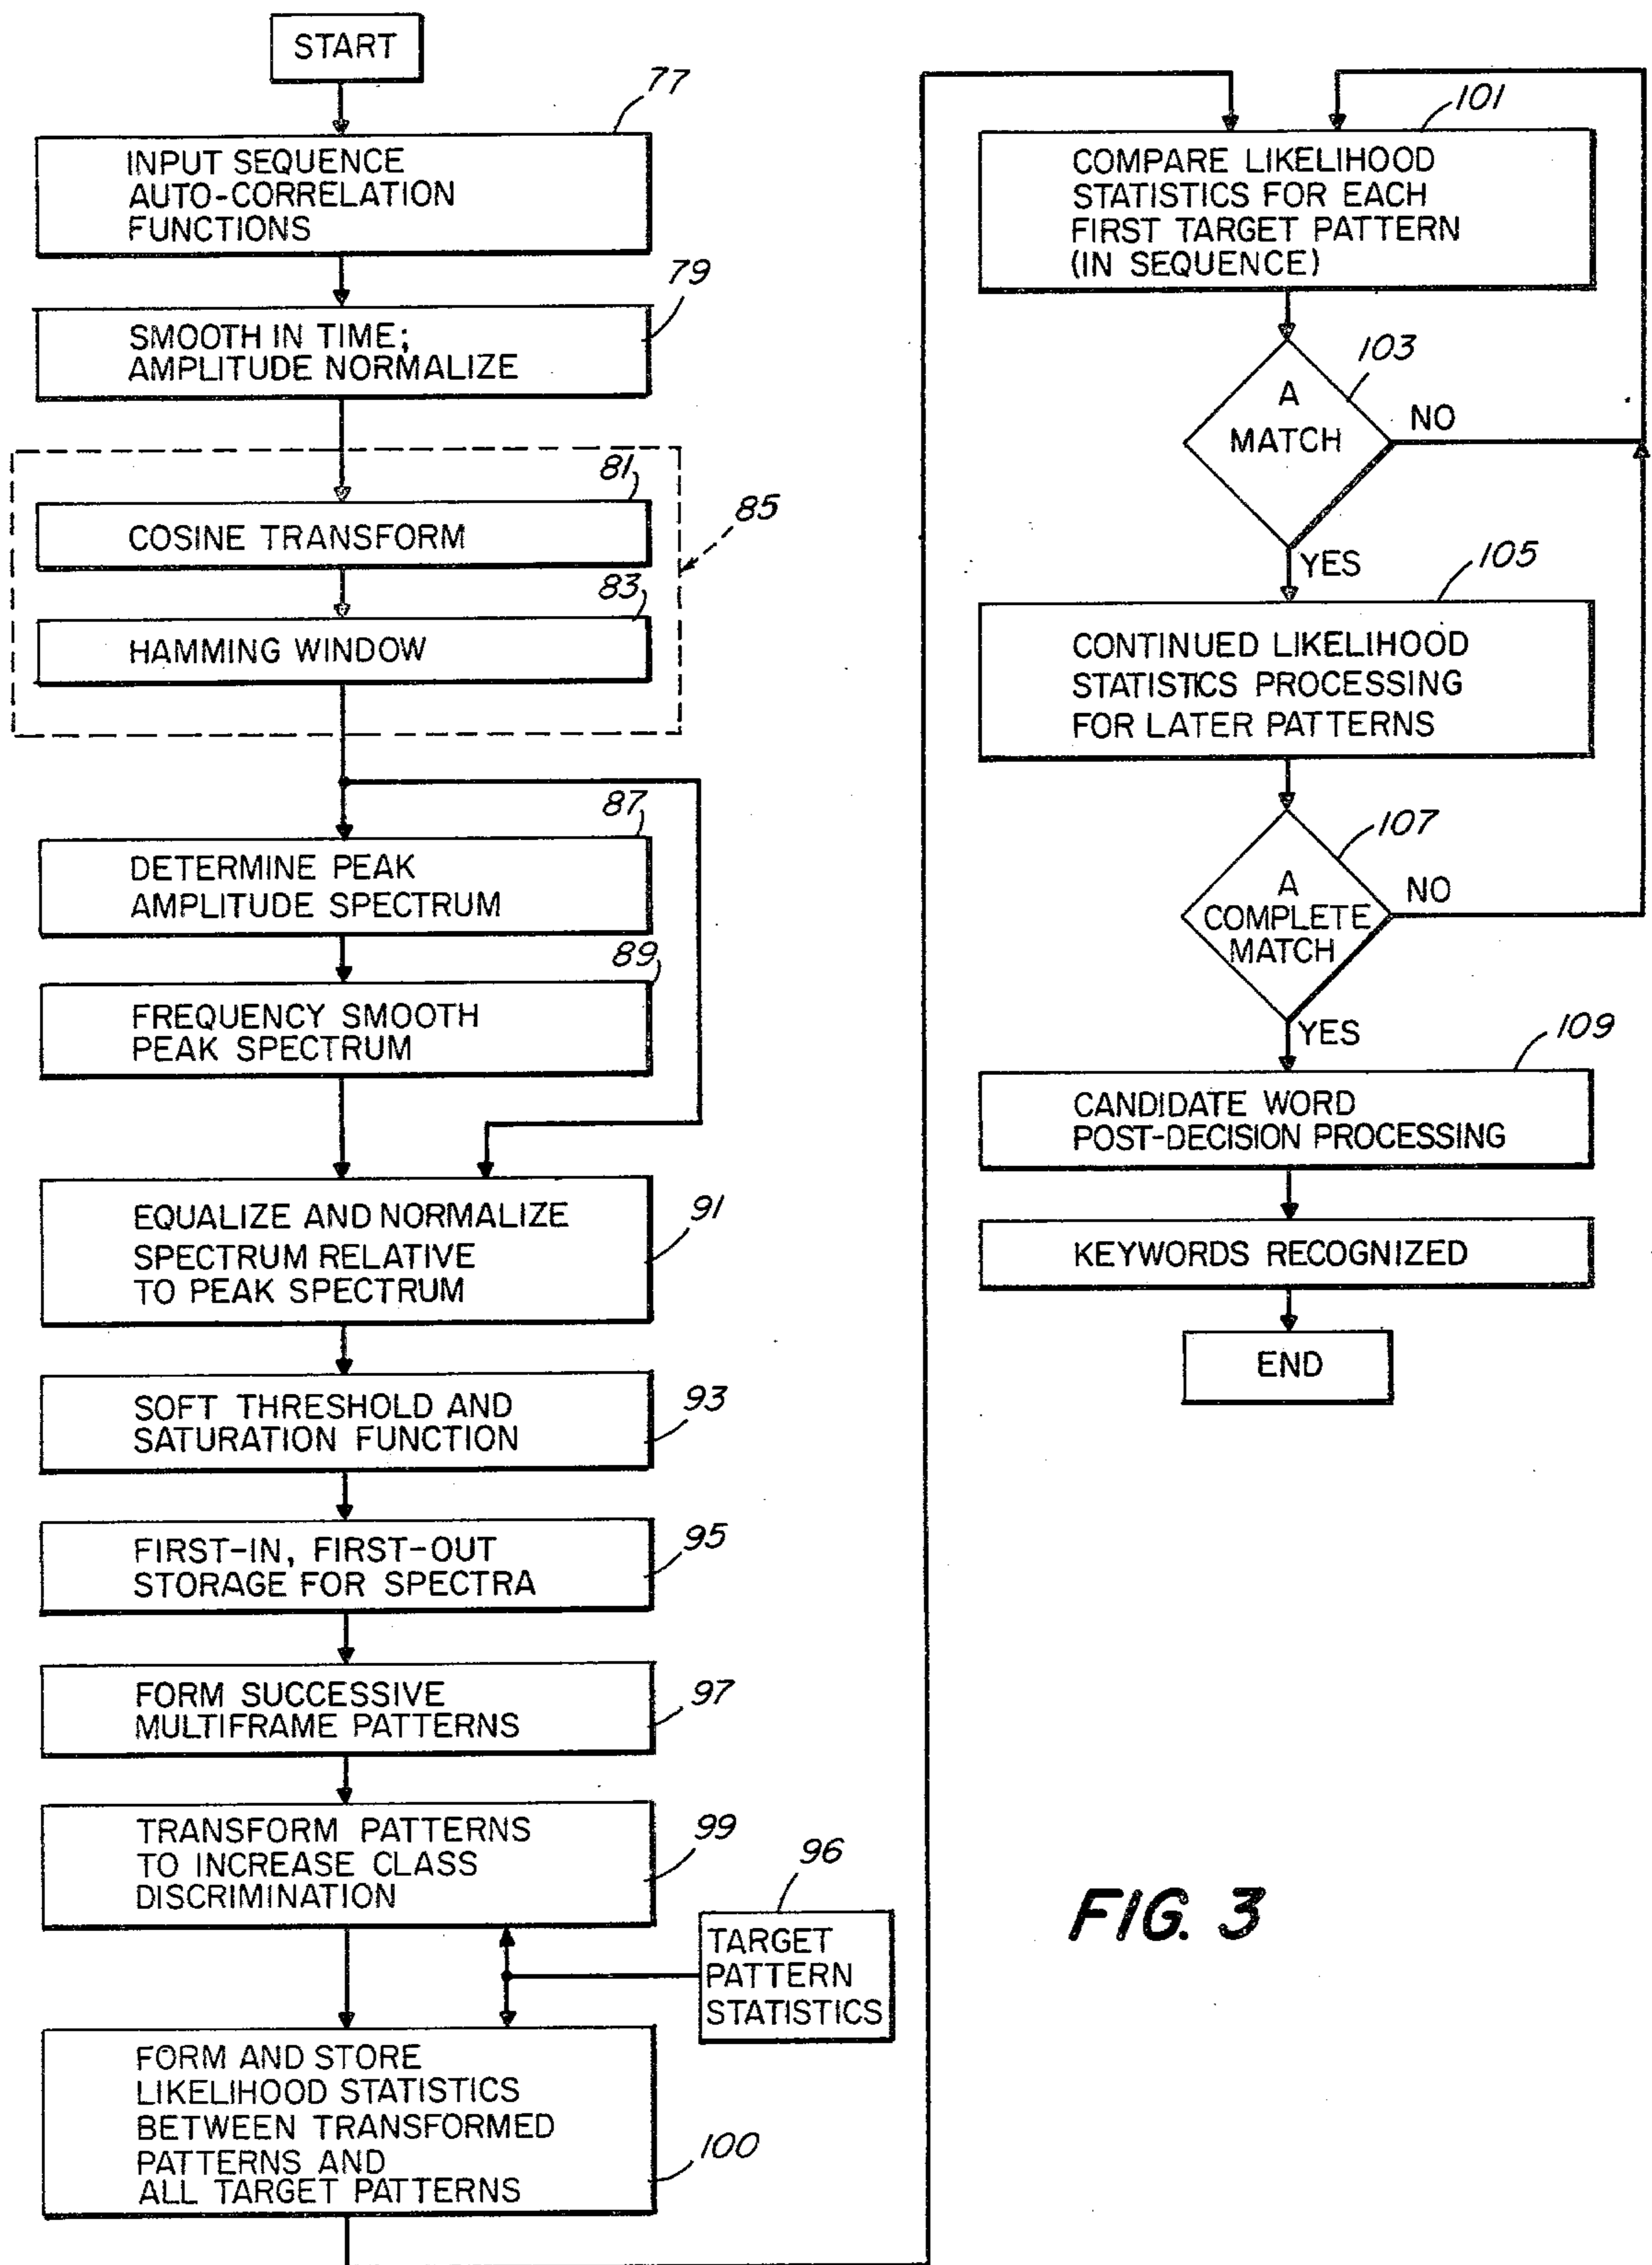 START
77
INPUT SEQUENCE
AUTO-CORRELATION
FUNCTIONS
79
SMOOTH IN TIME;
AMPLITUDE NORMALIZE
81
COSINE TRANSFORM
85
83
HAMMING WINDOW
87
DETERMINE PEAK
AMPLITUDE SPECTRUM
89
FREQUENCY SMOOTH
PEAK SPECTRUM
EQUALIZE AND NORMALIZE
SPECTRUM RELATIVE
TO PEAK SPECTRUM
91
SOFT THRESHOLD AND
SATURATION FUNCTION
93
FIRST-IN, FIRST-OUT
STORAGE FOR SPECTRA
95
FORM SUCCESSIVE
MULTIFRAME PATTERNS
97
TRANSFORM PATTERNS
TO INCREASE CLASS
DISCRIMINATION
99
96
TARGET
PATTERN
STATISTICS
FORM AND STORE
LIKELIHOOD STATISTICS
BETWEEN TRANSFORMED
PATTERNS AND
ALL TARGET PATTERNS
100
101
COMPARE LIKELIHOOD
STATISTICS FOR EACH
FIRST TARGET PATTERN
(IN SEQUENCE)
103
A
MATCH
NO
YES
105
CONTINUED LIKELIHOOD
STATISTICS PROCESSING
FOR LATER PATTERNS
107
A
COMPLETE
MATCH
NO
YES
109
CANDIDATE WORD
POST-DECISION PROCESSING
KEYWORDS RECOGNIZED
END
FIG. 3